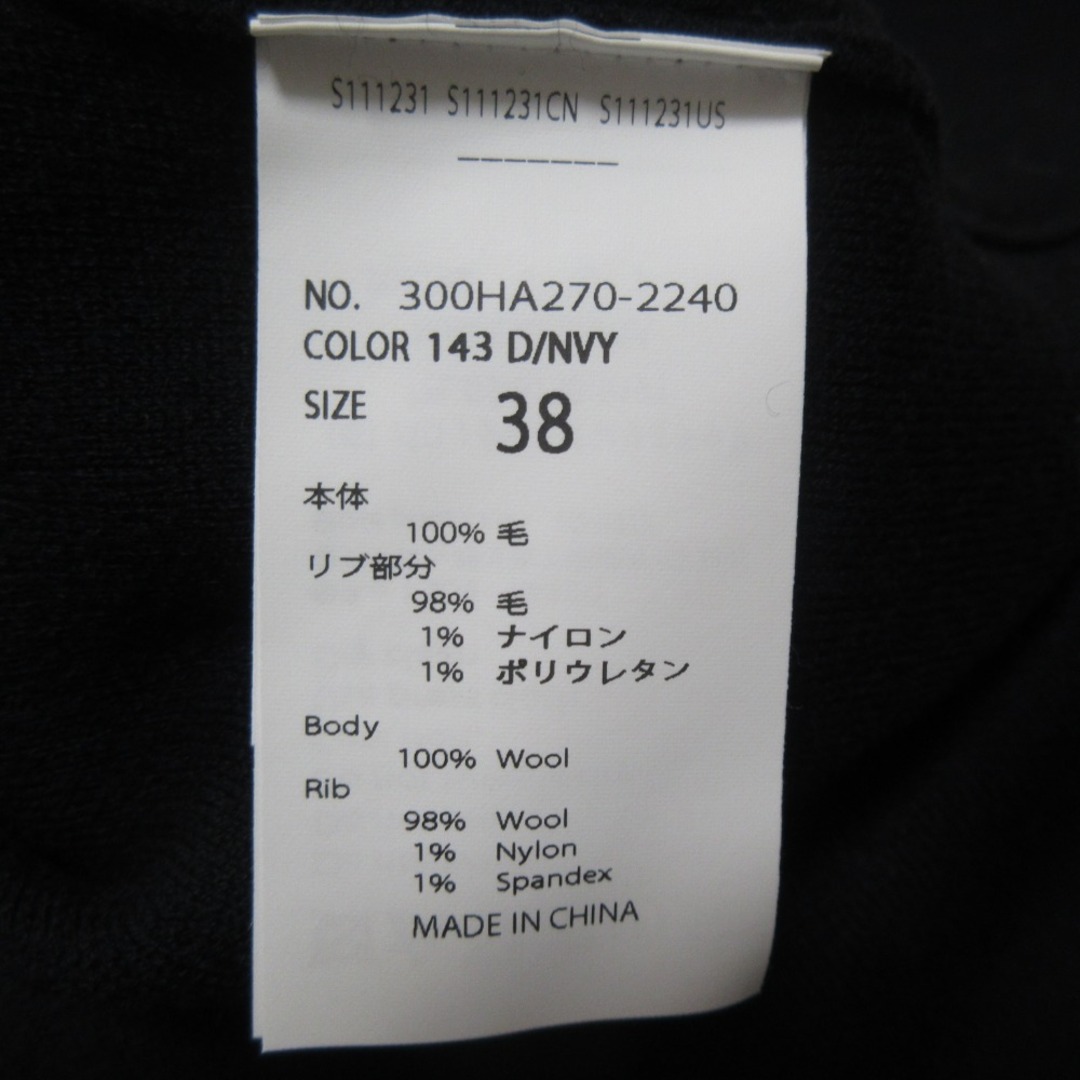 S111231 S111231CN S111231US
-------
NO. 300HA270-2240
COLOR 143 D/NVY
SIZE 38
本体
100% 毛
リブ部分
98% 毛
1% ナイロン
1% ポリウレタン
Body
100% Wool
Rib
98% Wool
1% Nylon
1% Spandex
MADE IN CHINA